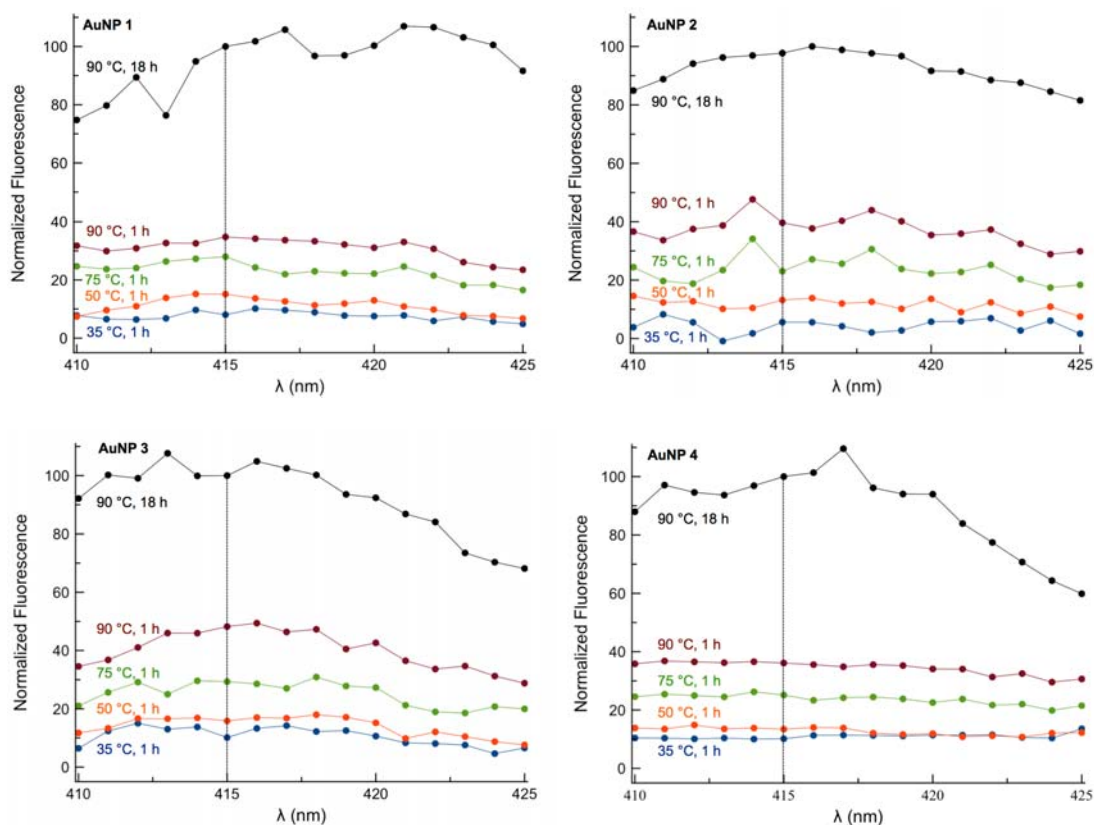 AuNP 1
Normalized Fluorescence
100
80
60
40
20
0
90 °C, 18 h
90 °C, 1 h
75 °C, 1 h
50 °C, 1 h
35 °C, 1 h
410
415
420
425
λ (nm)
AuNP 2
Normalized Fluorescence
100
80
60
40
20
0
90 °C, 18 h
90 °C, 1 h
75 °C, 1 h
50 °C, 1 h
35 °C, 1 h
410
415
420
425
λ (nm)
AuNP 3
Normalized Fluorescence
100
80
60
40
20
0
90 °C, 18 h
90 °C, 1 h
75 °C, 1 h
50 °C, 1 h
35 °C, 1 h
410
415
420
425
λ (nm)
AuNP 4
Normalized Fluorescence
100
80
60
40
20
0
90 °C, 18 h
90 °C, 1 h
75 °C, 1 h
50 °C, 1 h
35 °C, 1 h
410
415
420
425
λ (nm)